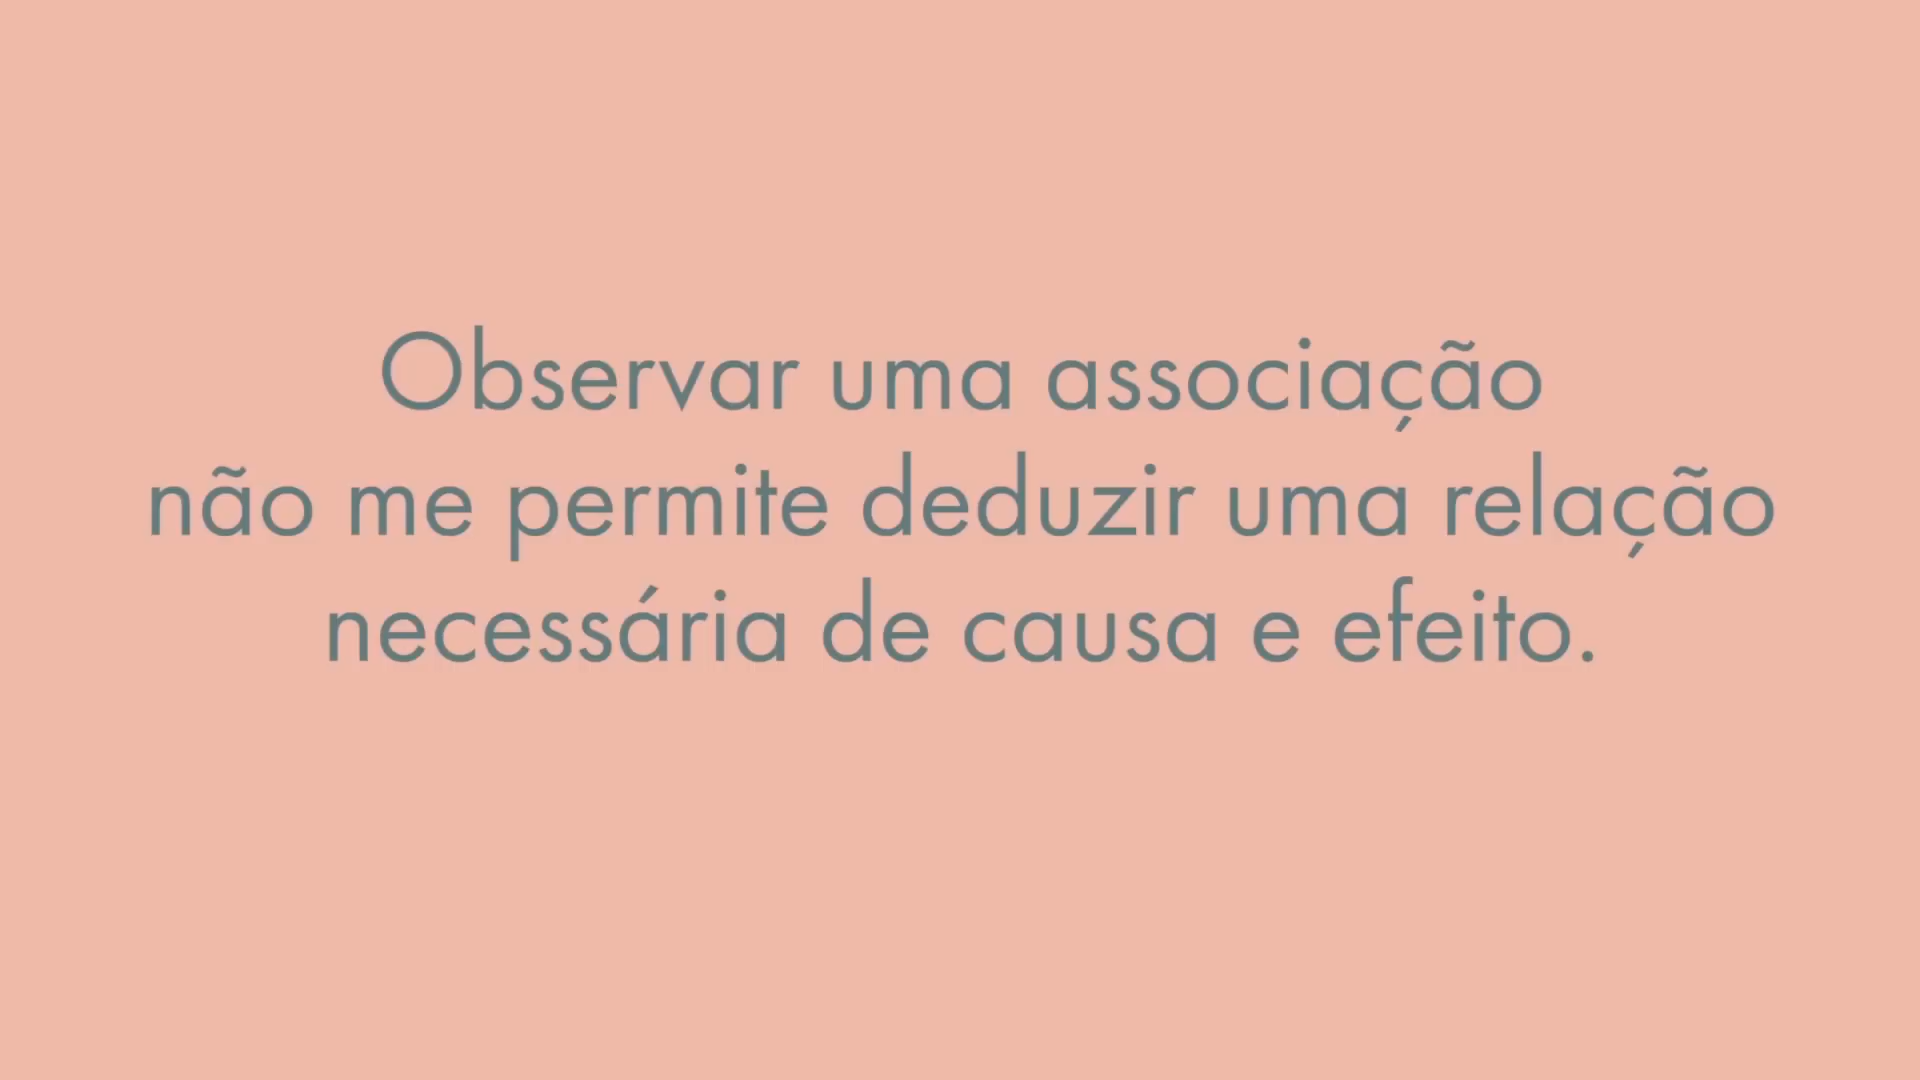 Observar uma associação
não me permite deduzir uma relação
necessária de causa e efeito.